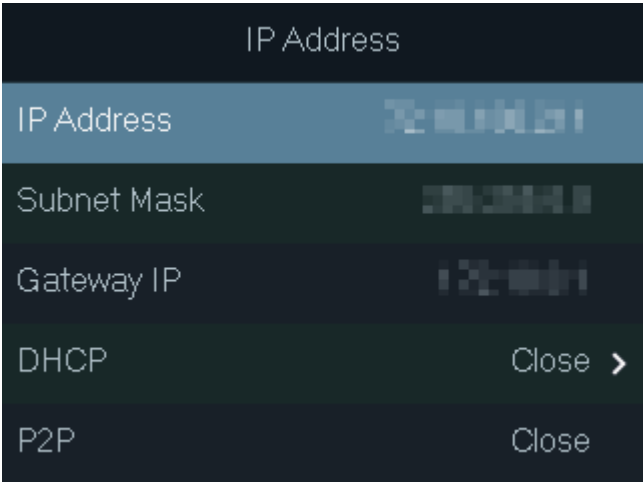 IP Address
IP Address
Subnet Mask
Gateway IP
DHCP Close >
P2P Close